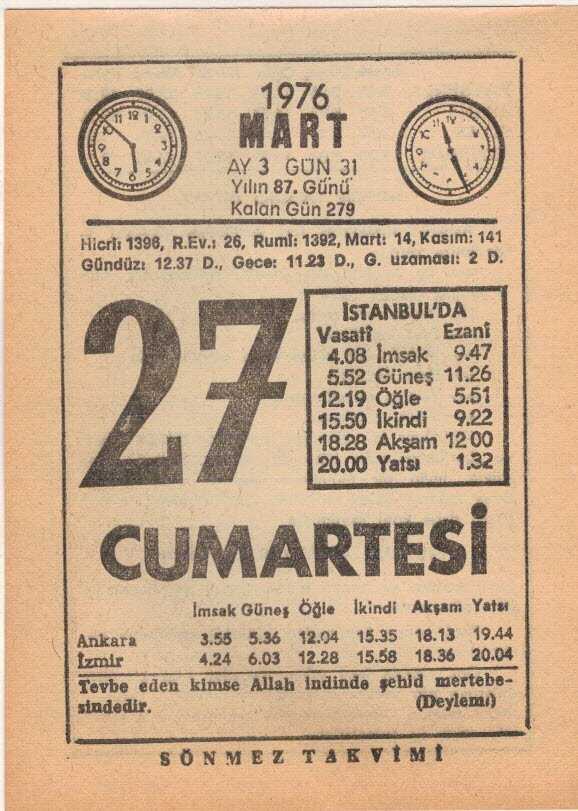 1976
MART
AY 3 GÜN 31
Yılın 87. Günü
Kalan Gün 279
Hicrî: 1396, R.Ev.: 26, Rumî: 1392, Mart: 14, Kasım: 141
Gündüz: 12.37 D., Gece: 11.23 D., G. uzaması: 2 D.
27
İSTANBUL'DA
Vasatî Ezanî
4.08 İmsak 9.47
5.52 Güneş 11.26
12.19 Öğle 5.51
15.50 İkindi 9.22
18.28 Akşam 12 00
20.00 Yatsı 1.32
CUMARTESİ
İmsak Güneş Öğle İkindi Akşam Yatsı
Ankara 3.55 5.36 12.04 15.35 18.13 19.44
İzmir 4.24 6.03 12.28 15.58 18.36 20.04
Tevbe eden kimse Allah indinde şehid mertebe-
sindedir. (Deylemı)
SÖNMEZ TAKVİMİ